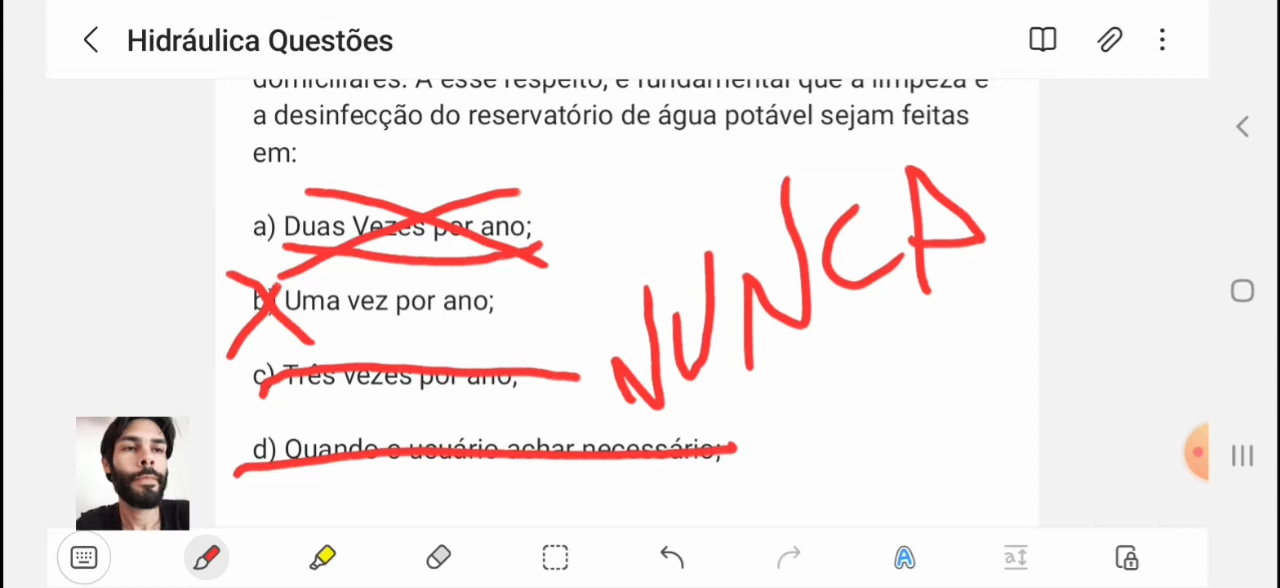 Hidráulica Questões
domiciliares. A esse respeito, é fundamental que a limpeza e
a desinfecção do reservatório de água potável sejam feitas
em:
a) Duas Vezes por ano;
b) Uma vez por ano;
c) Três vezes por ano;
d) Quando o usuário achar necessário;
NUNCA